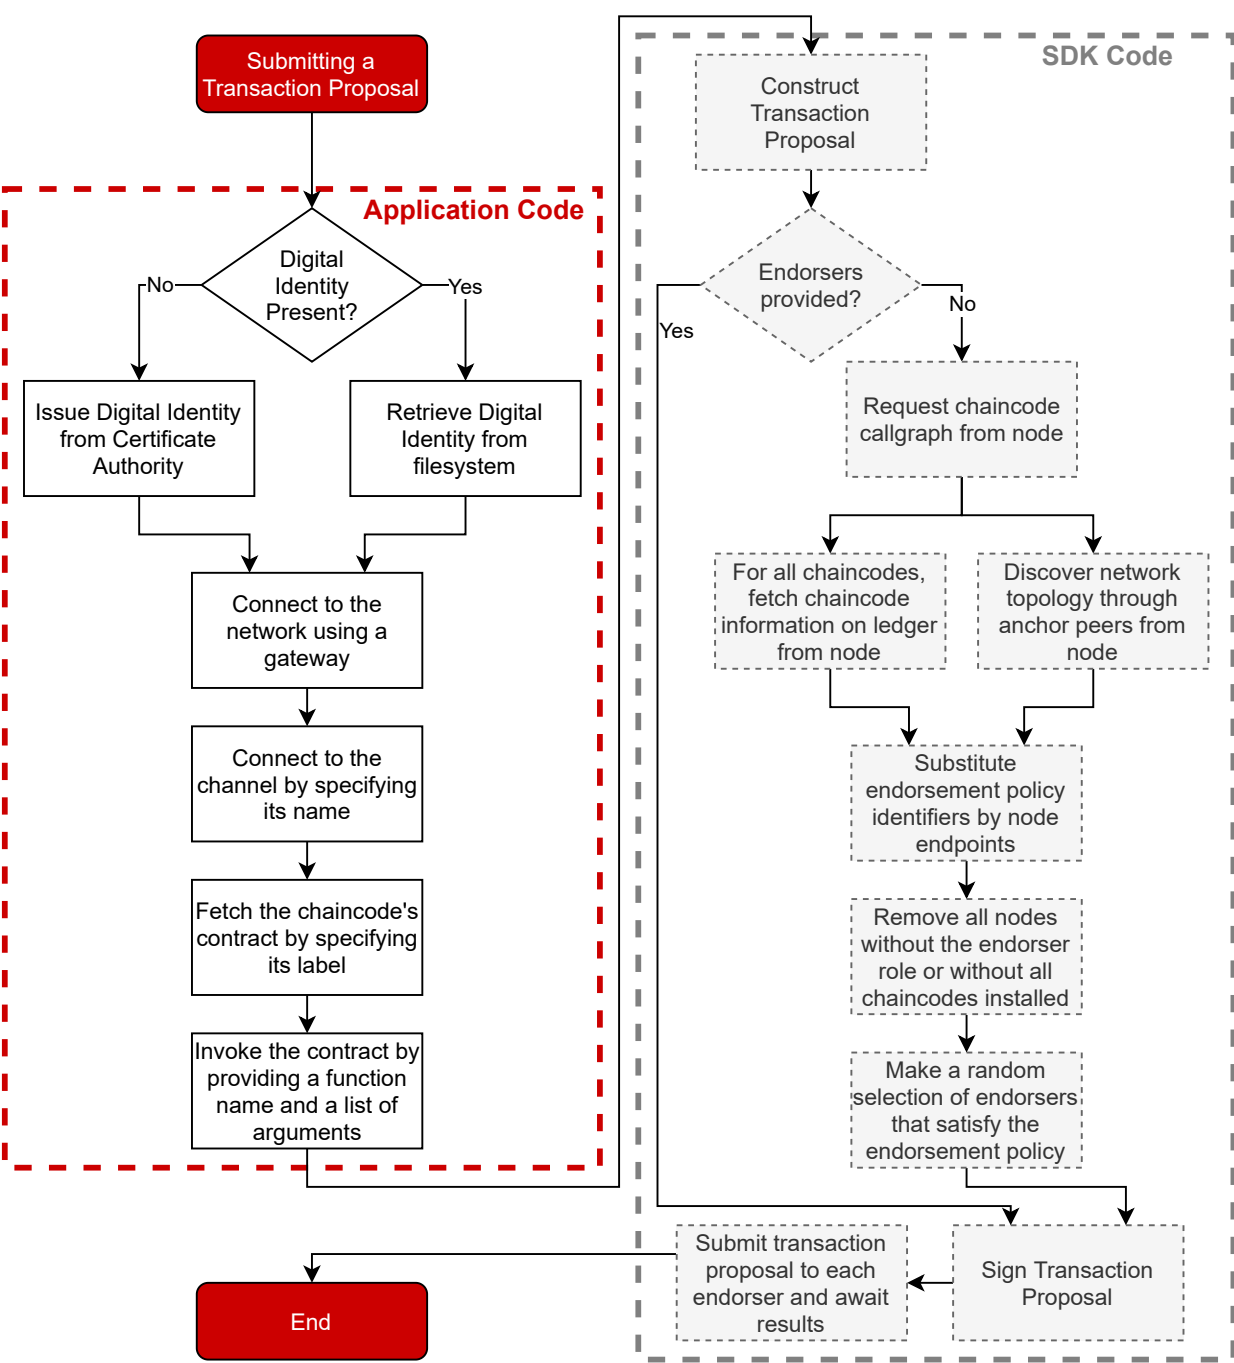 Submitting a
Transaction Proposal
Application Code
Digital
Identity
Present?
No
Yes
Issue Digital Identity
from Certificate
Authority
Retrieve Digital
Identity from
filesystem
Connect to the
network using a
gateway
Connect to the
channel by specifying
its name
Fetch the chaincode's
contract by specifying
its label
Invoke the contract by
providing a function
name and a list of
arguments
SDK Code
Construct
Transaction
Proposal
Endorsers
provided?
Yes
No
Request chaincode
callgraph from node
For all chaincodes,
fetch chaincode
information on ledger
from node
Discover network
topology through
anchor peers from
node
Substitute
endorsement policy
identifiers by node
endpoints
Remove all nodes
without the endorser
role or without all
chaincodes installed
Make a random
selection of endorsers
that satisfy the
endorsement policy
Sign Transaction
Proposal
Submit transaction
proposal to each
endorser and await
results
End